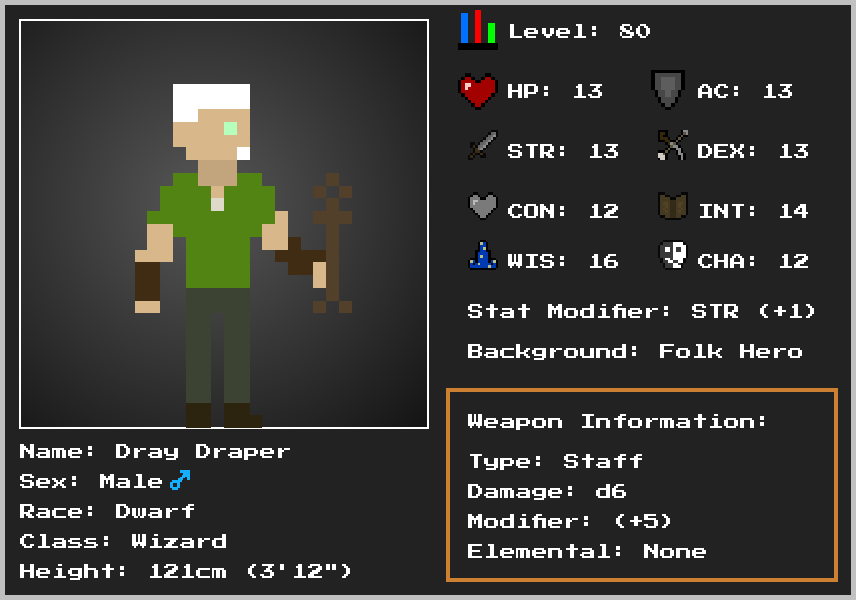 Level: 80
HP: 13
AC: 13
STR: 13
DEX: 13
CON: 12
INT: 14
WIS: 16
CHA: 12
Stat Modifier: STR (+1)
Background: Folk Hero
Weapon Information:
Type: Staff
Damage: d6
Modifier: (+5)
Elemental: None
Name: Dray Draper
Sex: Male ♂
Race: Dwarf
Class: Wizard
Height: 121cm (3'12")